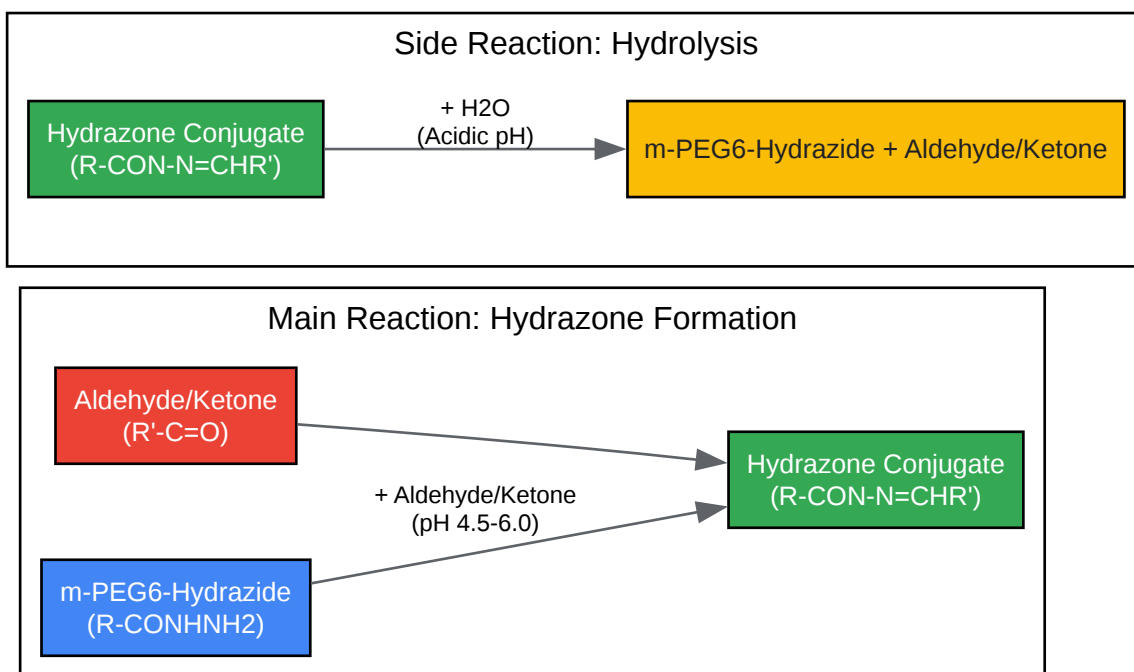 Side Reaction: Hydrolysis
Hydrazone Conjugate
(R-CON-N=CHR')
+ H2O
(Acidic pH)
m-PEG6-Hydrazide + Aldehyde/Ketone
Main Reaction: Hydrazone Formation
Aldehyde/Ketone
(R'-C=O)
+ Aldehyde/Ketone
(pH 4.5-6.0)
Hydrazone Conjugate
(R-CON-N=CHR')
m-PEG6-Hydrazide
(R-CONHNH2)